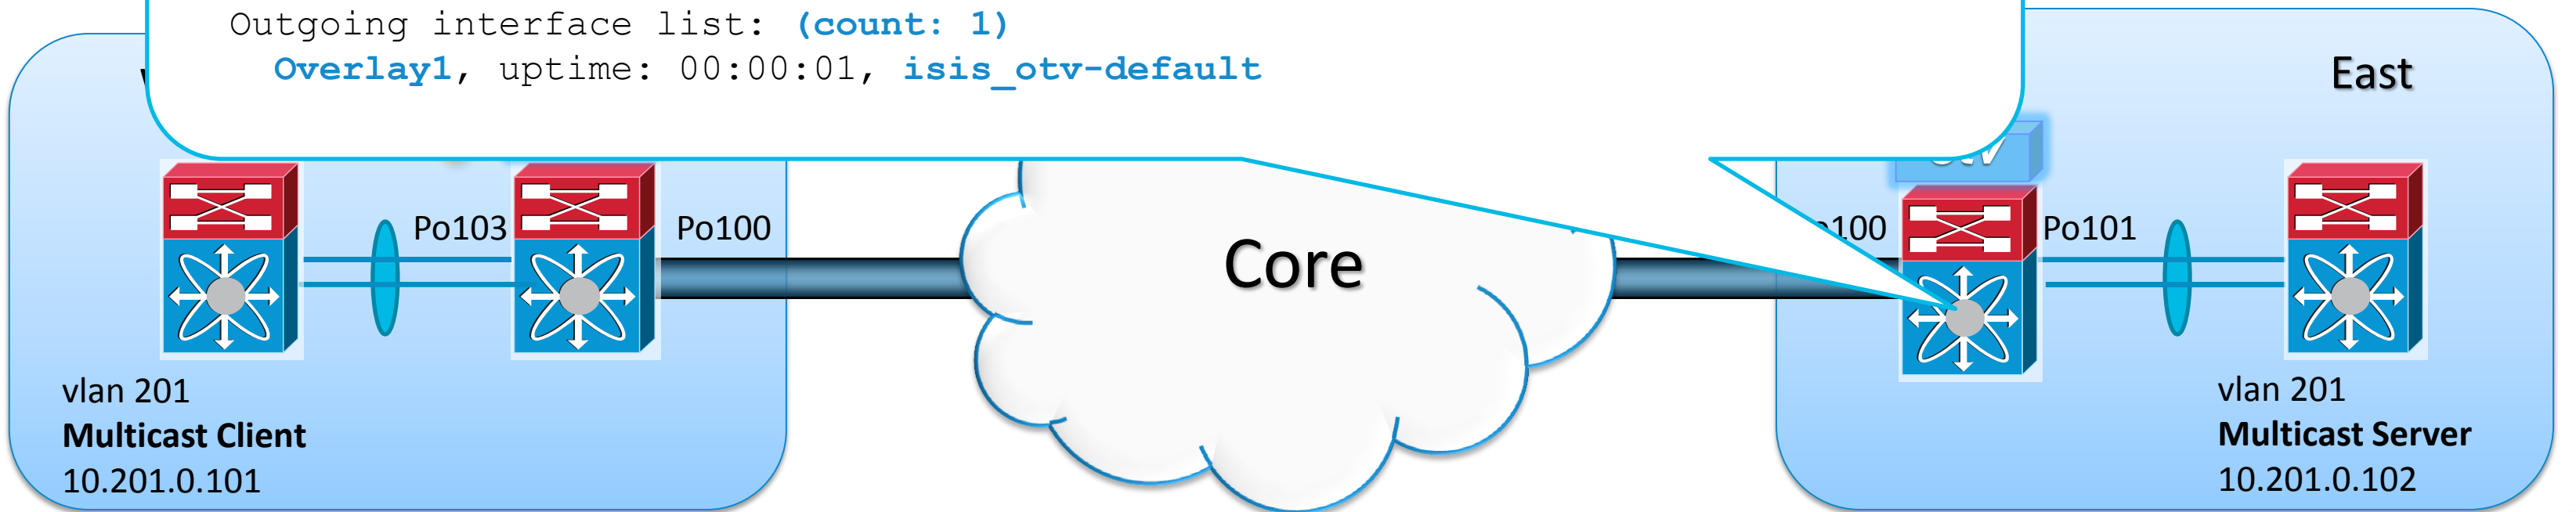 Outgoing interface list: (count: 1)
Overlay1, uptime: 00:00:01, isis_otv-default
East
Po103
Po100
Core
Po101
vlan 201
Multicast Client
10.201.0.101
vlan 201
Multicast Server
10.201.0.102